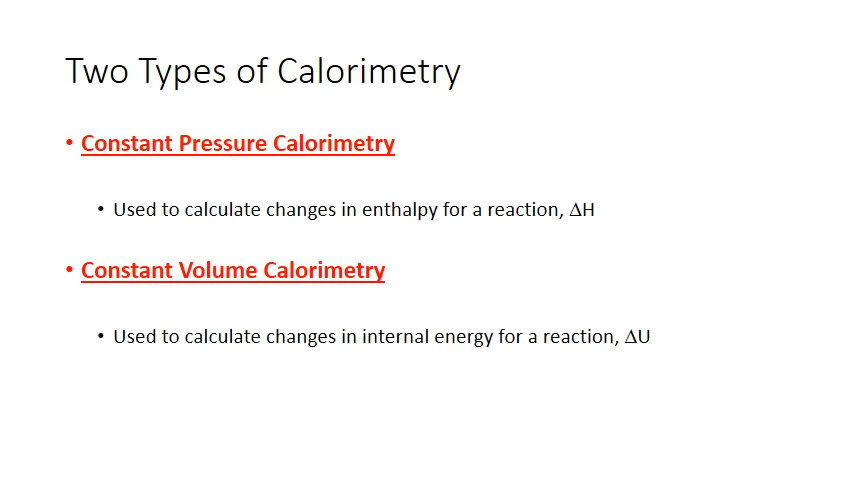 Two Types of Calorimetry
• Constant Pressure Calorimetry
• Used to calculate changes in enthalpy for a reaction, ΔH
• Constant Volume Calorimetry
• Used to calculate changes in internal energy for a reaction, ΔU